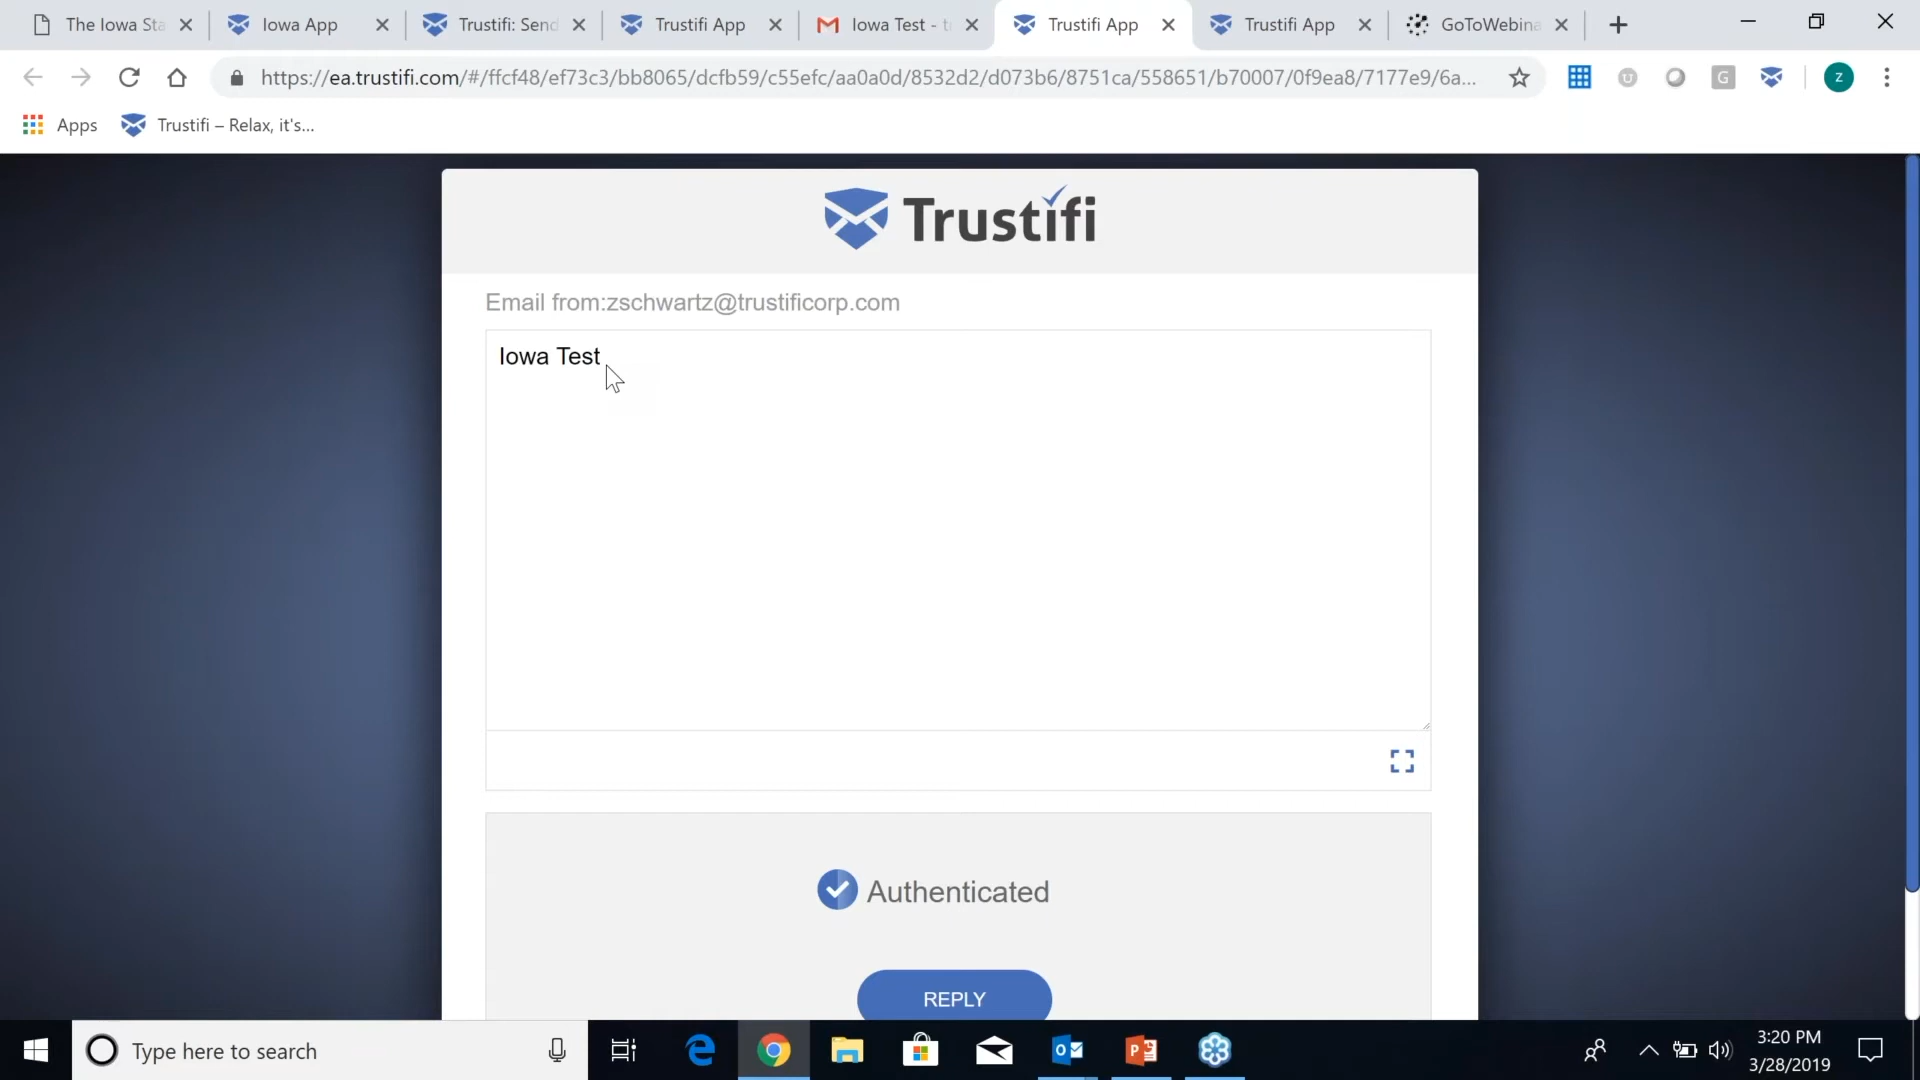 The Iowa Sta
Iowa App
Trustifi: Send
Trustifi App
Iowa Test - t
Trustifi App
Trustifi App
GoToWebina
https://ea.trustifi.com/#/ffcf48/ef73c3/bb8065/dcfb59/c55efc/aa0a0d/8532d2/d073b6/8751ca/558651/b70007/0f9ea8/7177e9/6a...
G
z
Apps
Trustifi – Relax, it's...
Trustifi
Email from:zschwartz@trustificorp.com
Iowa Test
Authenticated
REPLY
Type here to search
3:20 PM
3/28/2019